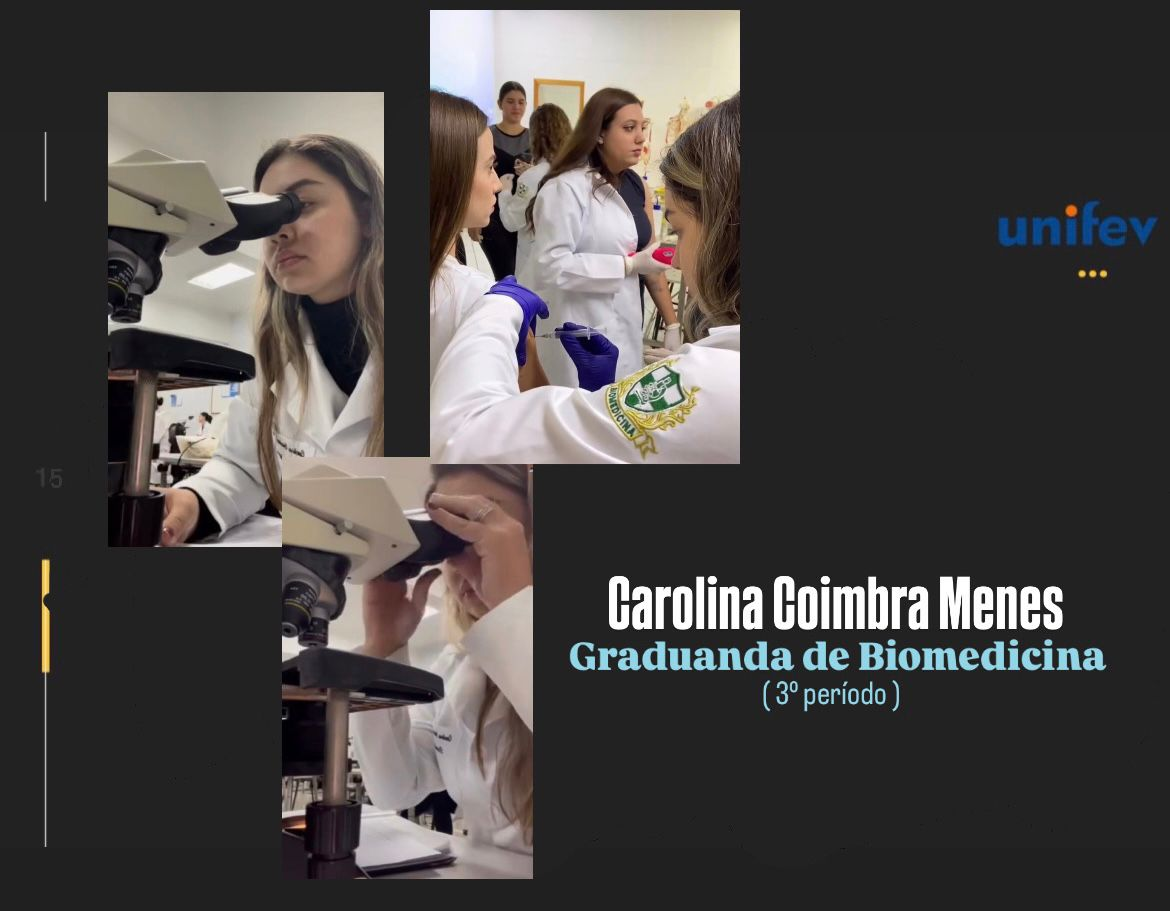 unifev
15
BIOMEDICINA
Carolina Coimbra Menes
Graduanda de Biomedicina
( 3º período )